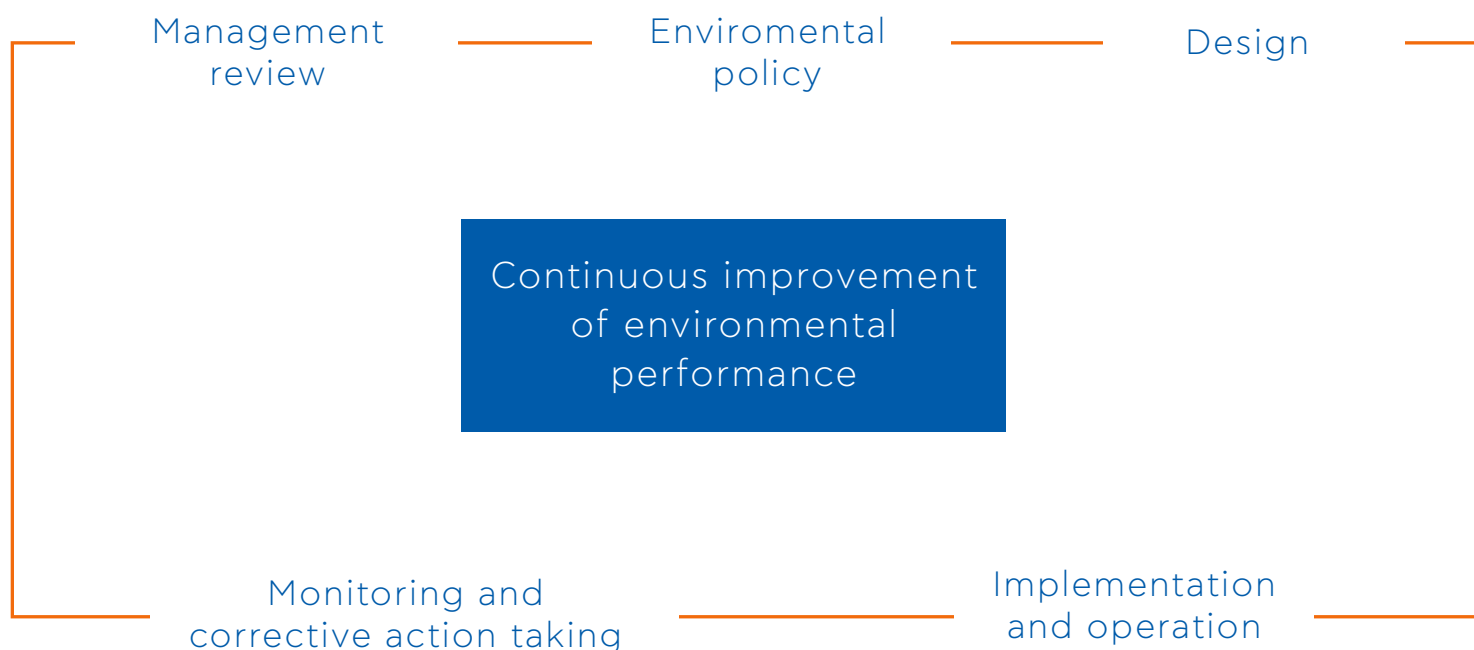 Management
review
Enviromental
policy
Design
Continuous improvement
of environmental
performance
Monitoring and
corrective action taking
Implementation
and operation